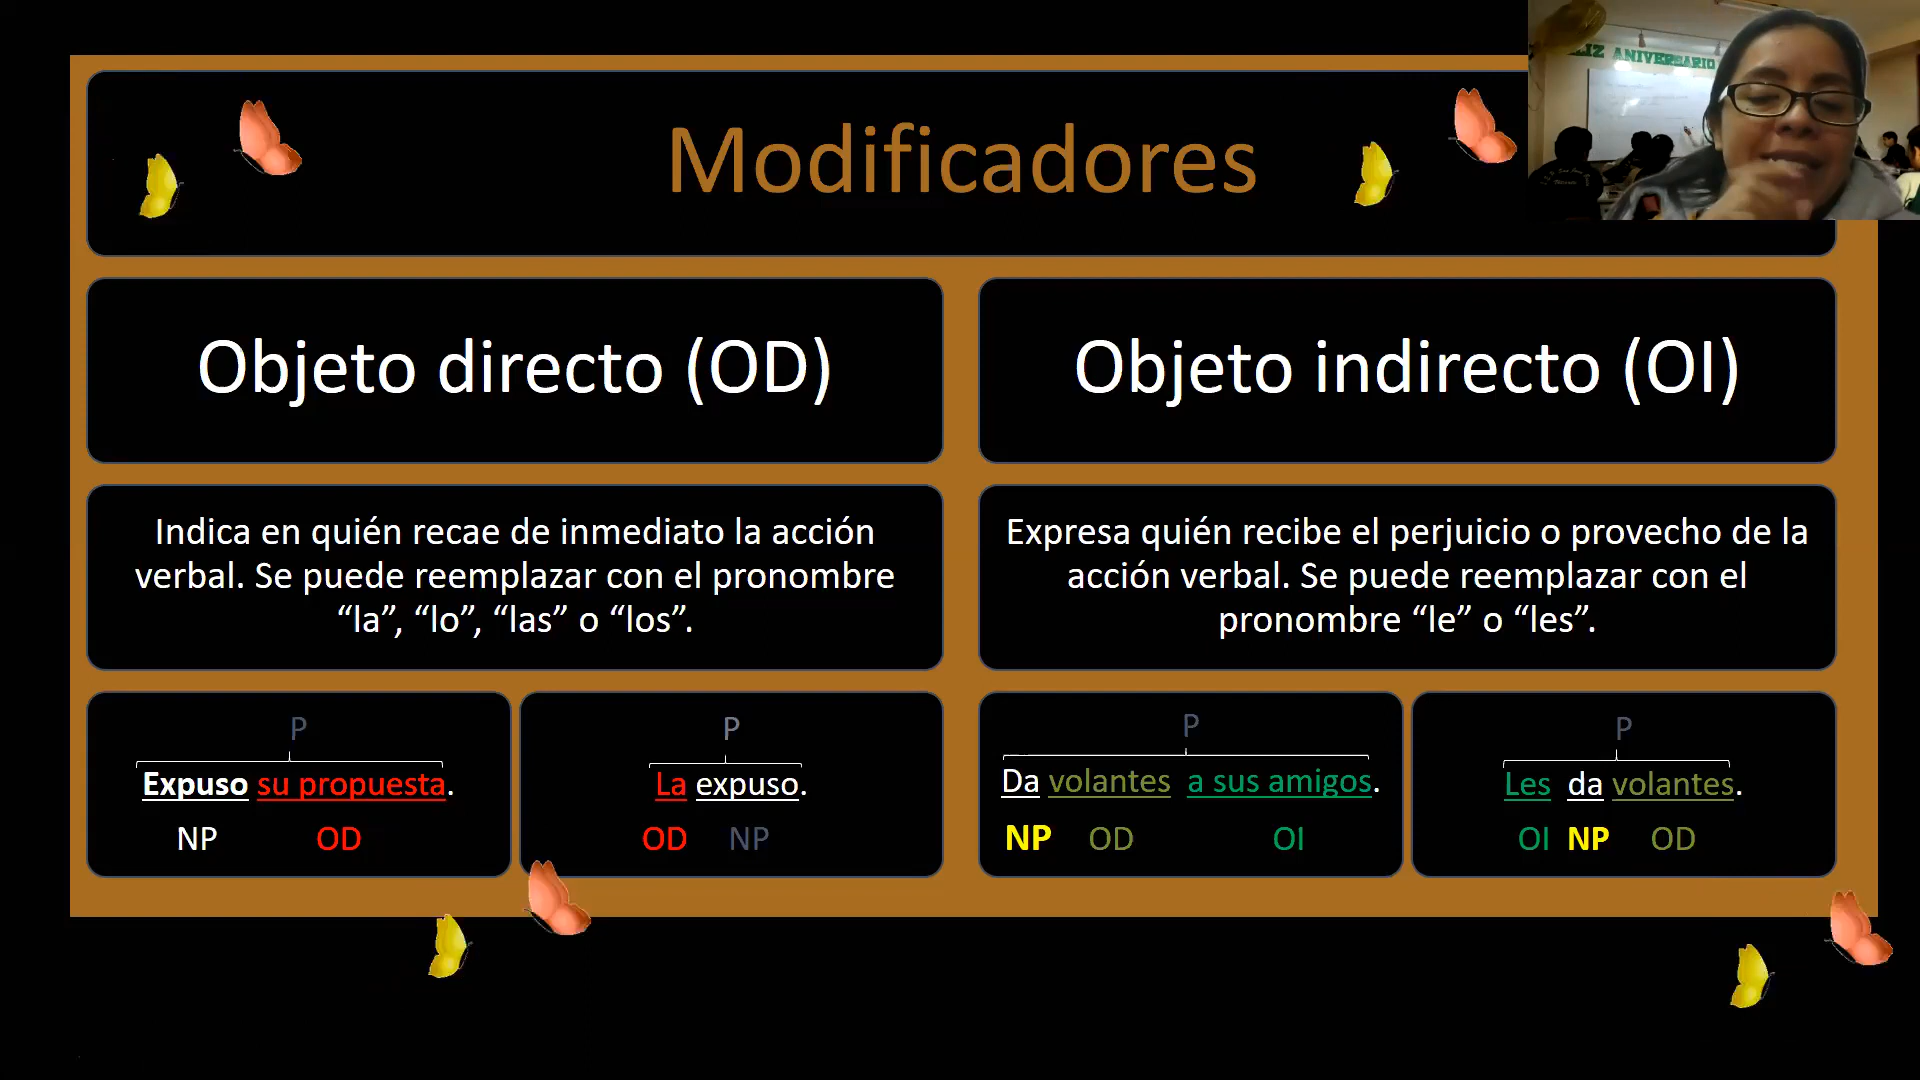 LIZ ANIVERSARIO
Modificadores
Objeto directo (OD)
Objeto indirecto (OI)
Indica en quién recae de inmediato la acción
verbal. Se puede reemplazar con el pronombre
“la”, “lo”, “las” o “los”.
Expresa quién recibe el perjuicio o provecho de la
acción verbal. Se puede reemplazar con el
pronombre “le” o “les”.
P
Expuso su propuesta.
NP OD
P
La expuso.
OD NP
P
Da volantes a sus amigos.
NP OD OI
P
Les da volantes.
OI NP OD